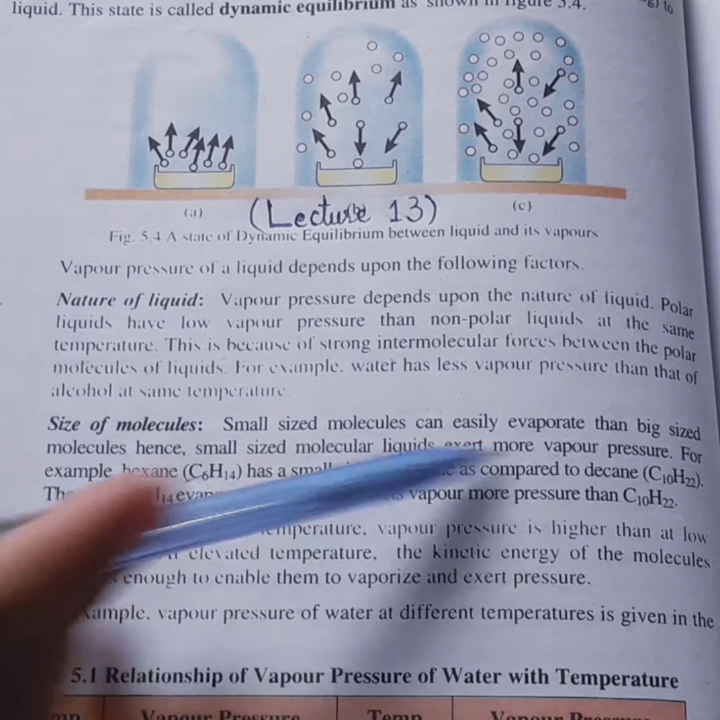 liquid. This state is called dynamic equilibrium as shown in figure 5.4.
to
(a)
(Lecture 13)
(c)
Fig. 5.4 A state of Dynamic Equilibrium between liquid and its vapours
Vapour pressure of a liquid depends upon the following factors.
Nature of liquid: Vapour pressure depends upon the nature of liquid. Polar
liquids have low vapour pressure than non-polar liquids at the same
temperature. This is because of strong intermolecular forces between the polar
molecules of liquids. For example, water has less vapour pressure than that of
alcohol at same temperature.
Size of molecules: Small sized molecules can easily evaporate than big sized
molecules hence, small sized molecular liquids exert more vapour pressure. For
example hexane (C₆H₁₄) has a small as compared to decane (C₁₀H₂₂).
vapour more pressure than C₁₀H₂₂.
temperature, vapour pressure is higher than at low
elevated temperature, the kinetic energy of the molecules
enough to enable them to vaporize and exert pressure.
example, vapour pressure of water at different temperatures is given in the
5.1 Relationship of Vapour Pressure of Water with Temperature
Vapour Pressure Temp Vapour Pressure